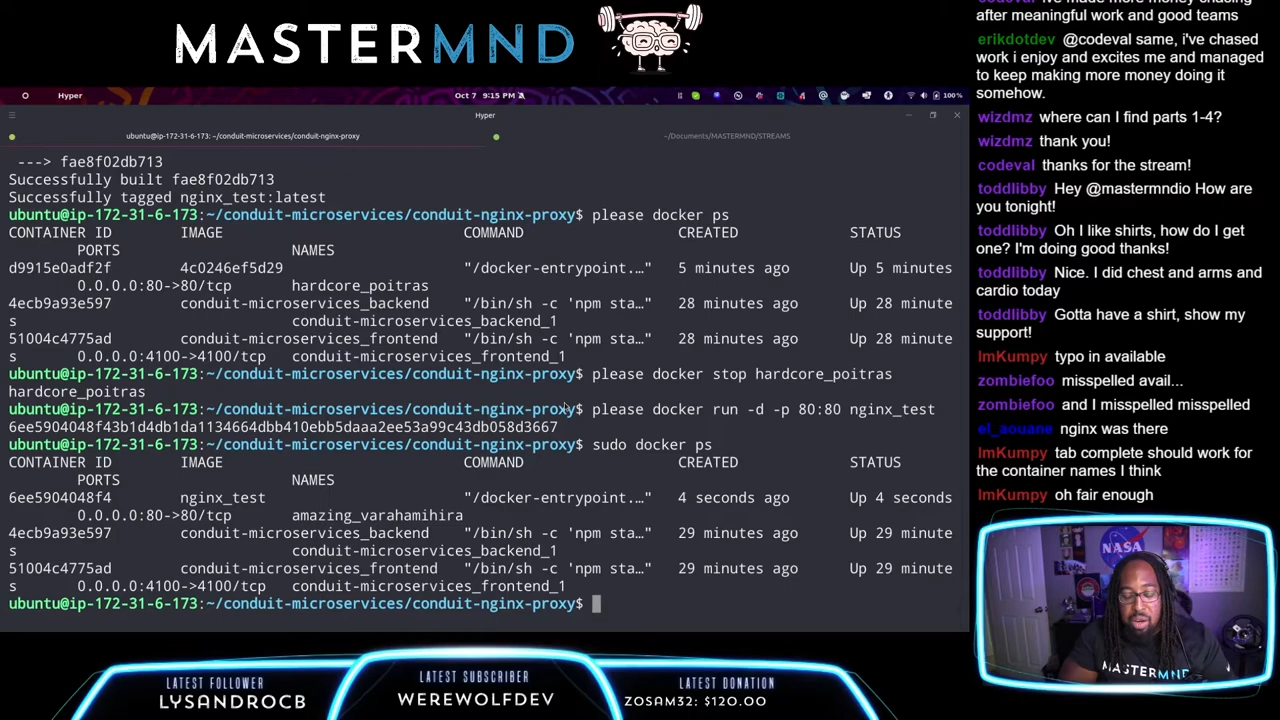 MASTERMND
Hyper
Oct 7 9:15 PM
100%
Hyper
ubuntu@ip-172-31-6-173: ~/conduit-microservices/conduit-nginx-proxy
~/Documents/MASTERMND/STREAMS
---> fae8f02db713
Successfully built fae8f02db713
Successfully tagged nginx_test:latest
ubuntu@ip-172-31-6-173:~/conduit-microservices/conduit-nginx-proxy$ please docker ps
CONTAINER ID IMAGE COMMAND CREATED STATUS
PORTS NAMES
d9915e0adf2f 4c0246ef5d29 "/docker-entrypoint.…" 5 minutes ago Up 5 minutes
0.0.0.0:80->80/tcp hardcore_poitras
4ecb9a93e597 conduit-microservices_backend "/bin/sh -c 'npm sta…" 28 minutes ago Up 28 minute
s conduit-microservices_backend_1
51004c4775ad conduit-microservices_frontend "/bin/sh -c 'npm sta…" 28 minutes ago Up 28 minute
s 0.0.0.0:4100->4100/tcp conduit-microservices_frontend_1
ubuntu@ip-172-31-6-173:~/conduit-microservices/conduit-nginx-proxy$ please docker stop hardcore_poitras
hardcore_poitras
ubuntu@ip-172-31-6-173:~/conduit-microservices/conduit-nginx-proxy$ please docker run -d -p 80:80 nginx_test
6ee5904048f43b1d4db1da1134664dbb410ebb5daaa2ee53a99c43db058d3667
ubuntu@ip-172-31-6-173:~/conduit-microservices/conduit-nginx-proxy$ sudo docker ps
CONTAINER ID IMAGE COMMAND CREATED STATUS
PORTS NAMES
6ee5904048f4 nginx_test "/docker-entrypoint.…" 4 seconds ago Up 4 seconds
0.0.0.0:80->80/tcp amazing_varahamihira
4ecb9a93e597 conduit-microservices_backend "/bin/sh -c 'npm sta…" 29 minutes ago Up 29 minute
s conduit-microservices_backend_1
51004c4775ad conduit-microservices_frontend "/bin/sh -c 'npm sta…" 29 minutes ago Up 29 minute
s 0.0.0.0:4100->4100/tcp conduit-microservices_frontend_1
ubuntu@ip-172-31-6-173:~/conduit-microservices/conduit-nginx-proxy$
codeval I've made more money chasing
after meaningful work and good teams
erikdotdev @codeval same, i've chased
work i enjoy and excites me and managed
to keep making more money doing it
somehow.
wizdmz where can I find parts 1-4?
wizdmz thank you!
codeval thanks for the stream!
toddlibby Hey @mastermndio How are
you tonight!
toddlibby Oh I like shirts, how do I get
one? I'm doing good thanks!
toddlibby Nice. I did chest and arms and
cardio today
toddlibby Gotta have a shirt, show my
support!
ImKumpy typo in available
zombiefoo misspelled avail...
zombiefoo and I misspelled misspelled
el_aouane nginx was there
ImKumpy tab complete should work for
the container names I think
ImKumpy oh fair enough
NASA
MASTERMND
LATEST FOLLOWER
LYSANDROCB
LATEST SUBSCRIBER
WEREWOLFDEV
LATEST DONATION
ZOSAM32: $120.00